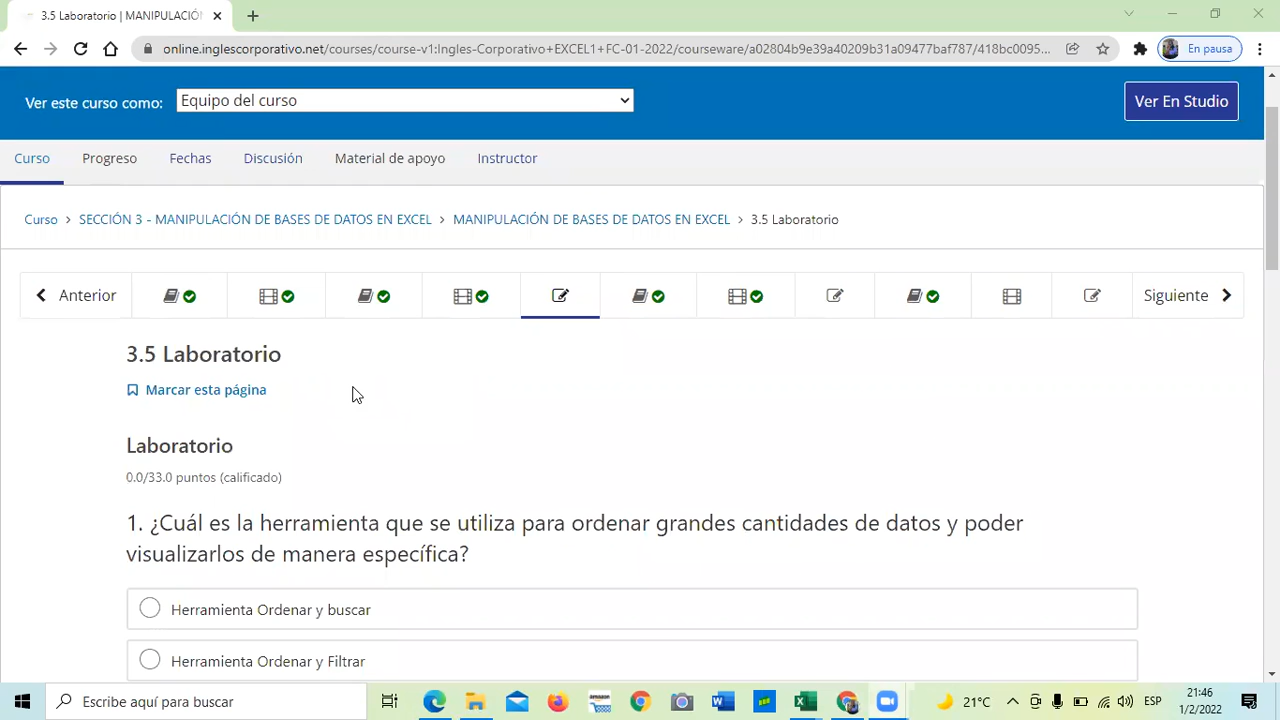 3.5 Laboratorio | MANIPULACIÓN
online.inglescorporativo.net/courses/course-v1:Ingles-Corporativo+EXCEL1+FC-01-2022/courseware/a02804b9e39a40209b31a09477baf787/418bc0095...
En pausa
Ver este curso como:
Equipo del curso
Ver En Studio
Curso
Progreso
Fechas
Discusión
Material de apoyo
Instructor
Curso > SECCIÓN 3 - MANIPULACIÓN DE BASES DE DATOS EN EXCEL > MANIPULACIÓN DE BASES DE DATOS EN EXCEL > 3.5 Laboratorio
Anterior
Siguiente
3.5 Laboratorio
Marcar esta página
Laboratorio
0.0/33.0 puntos (calificado)
1. ¿Cuál es la herramienta que se utiliza para ordenar grandes cantidades de datos y poder
visualizarlos de manera específica?
Herramienta Ordenar y buscar
Herramienta Ordenar y Filtrar
Escribe aquí para buscar
21°C
ESP
21:46
1/2/2022